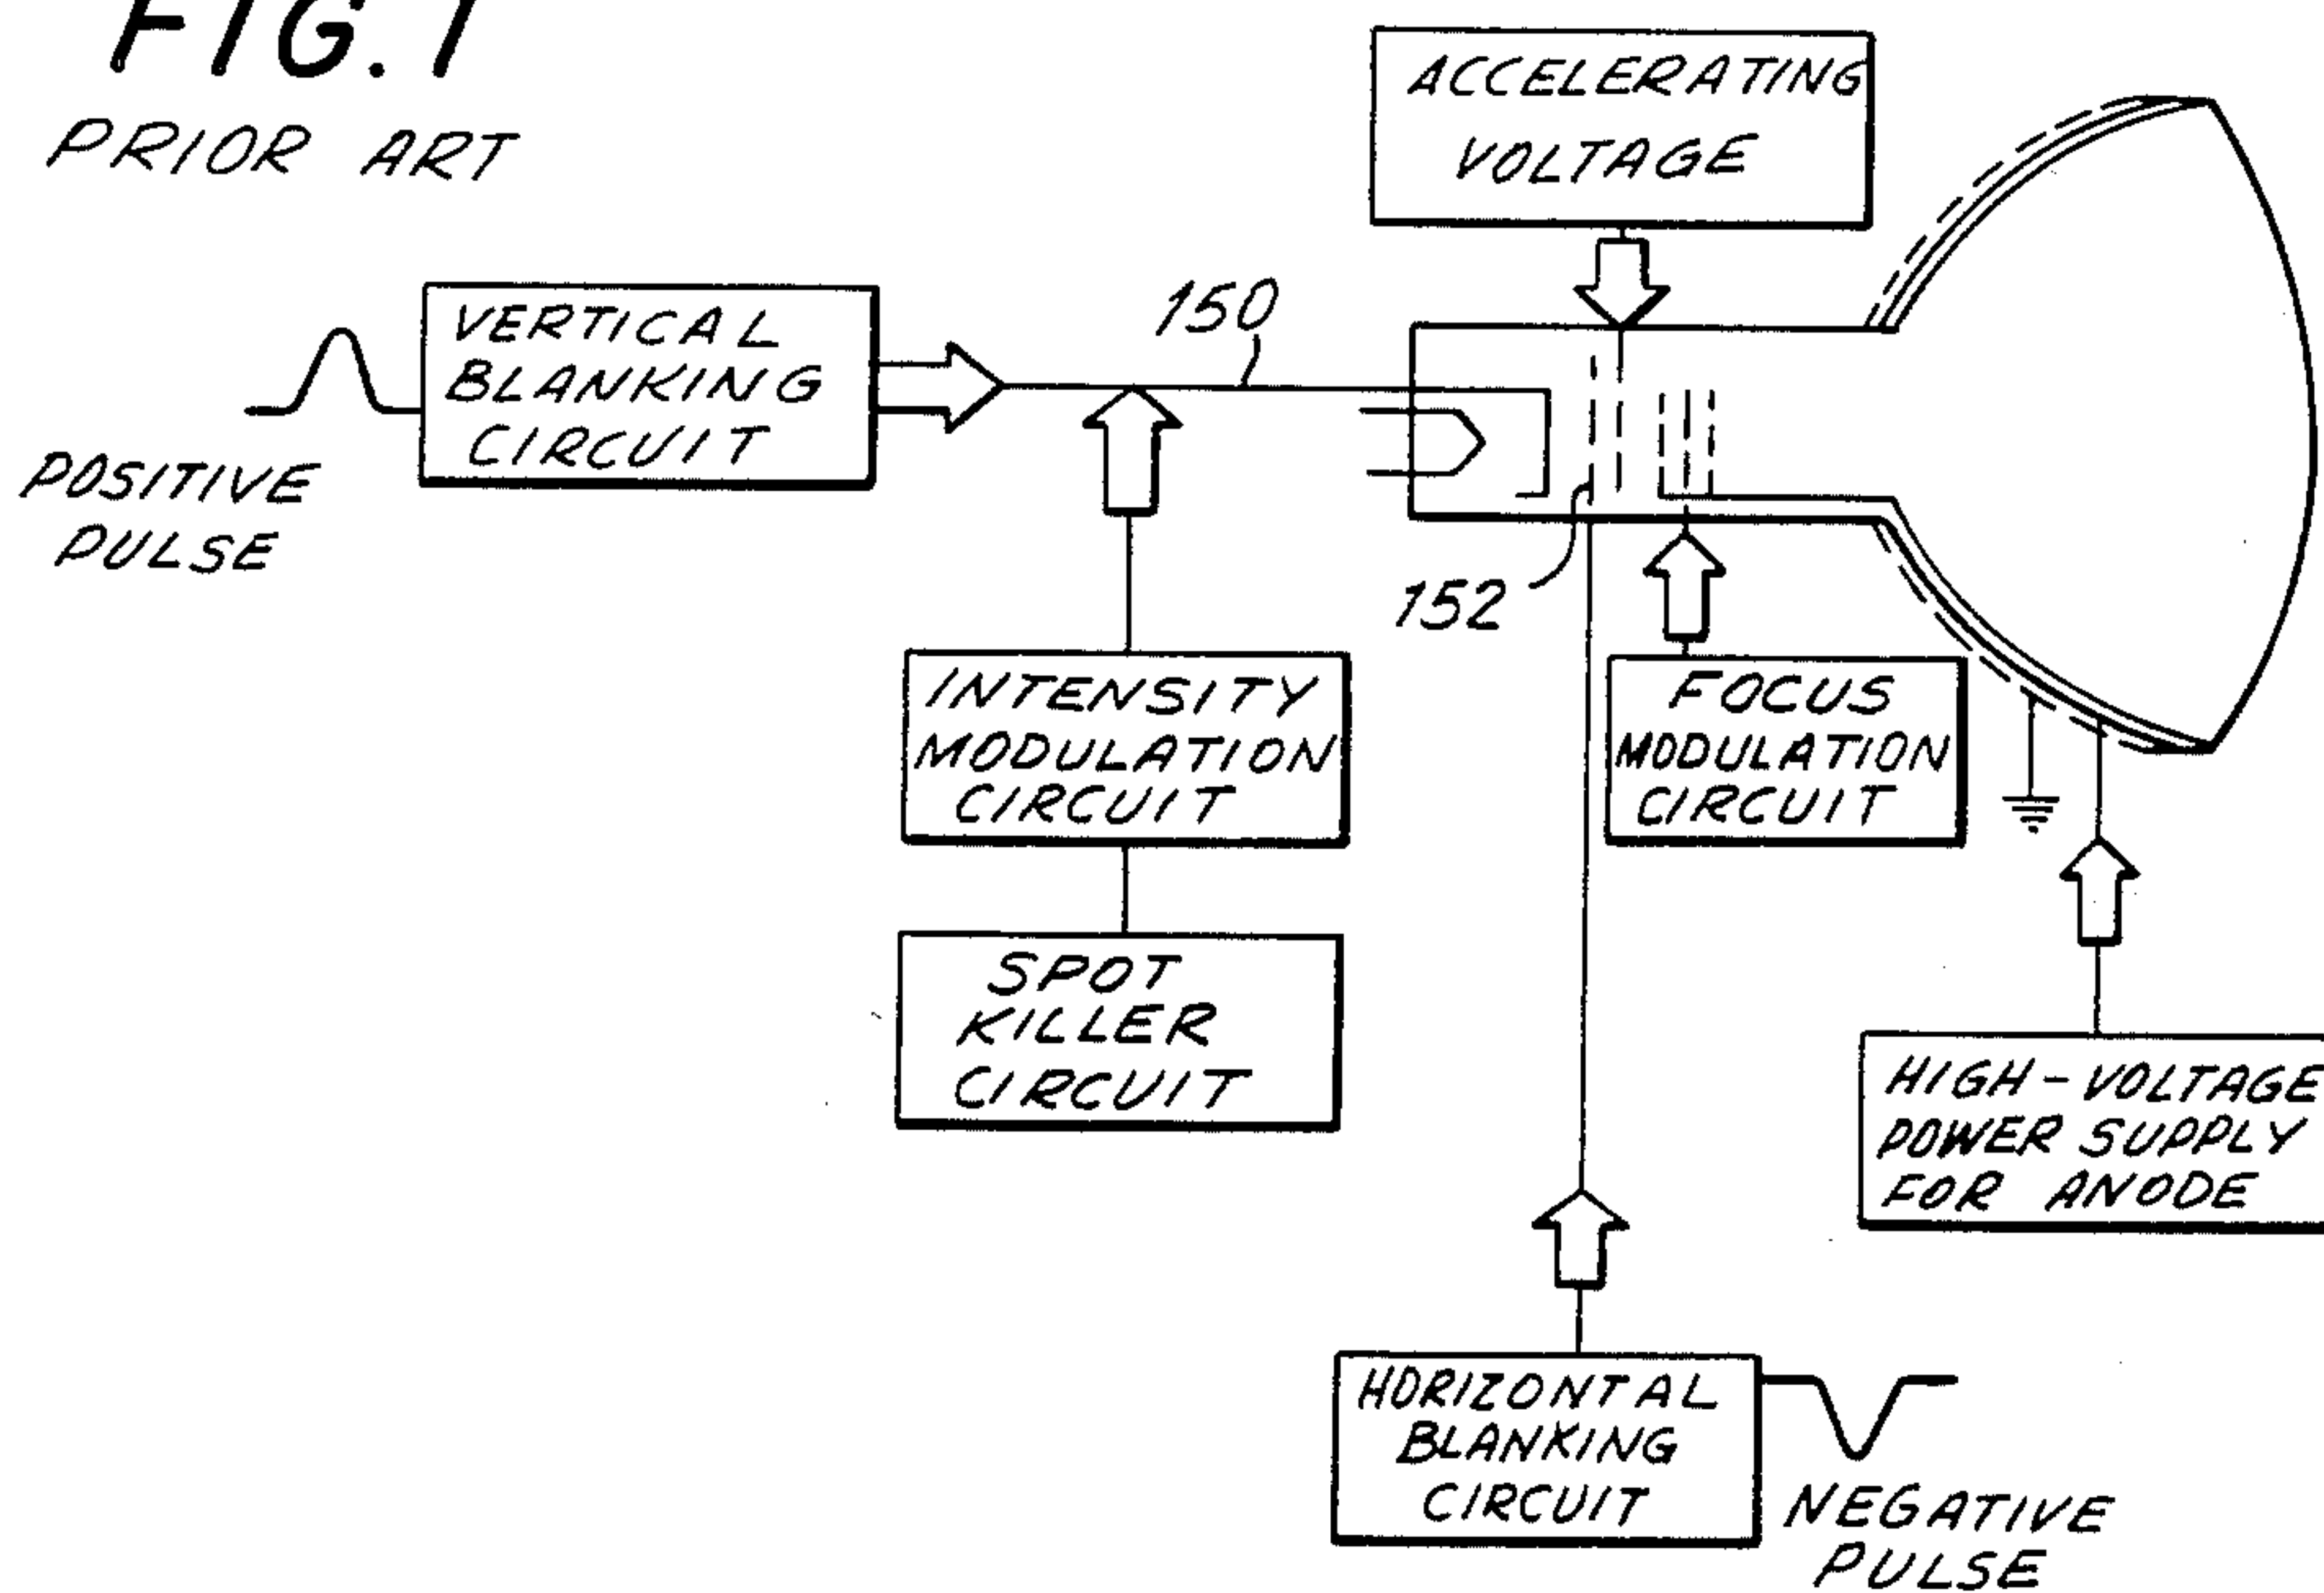 FIG. 1
PRIOR ART
ACCELERATING
VOLTAGE
VERTICAL
BLANKING
CIRCUIT
150
POSITIVE
PULSE
152
INTENSITY
MODULATION
CIRCUIT
FOCUS
MODULATION
CIRCUIT
SPOT
KILLER
CIRCUIT
HIGH-VOLTAGE
POWER SUPPLY
FOR ANODE
HORIZONTAL
BLANKING
CIRCUIT
NEGATIVE
PULSE